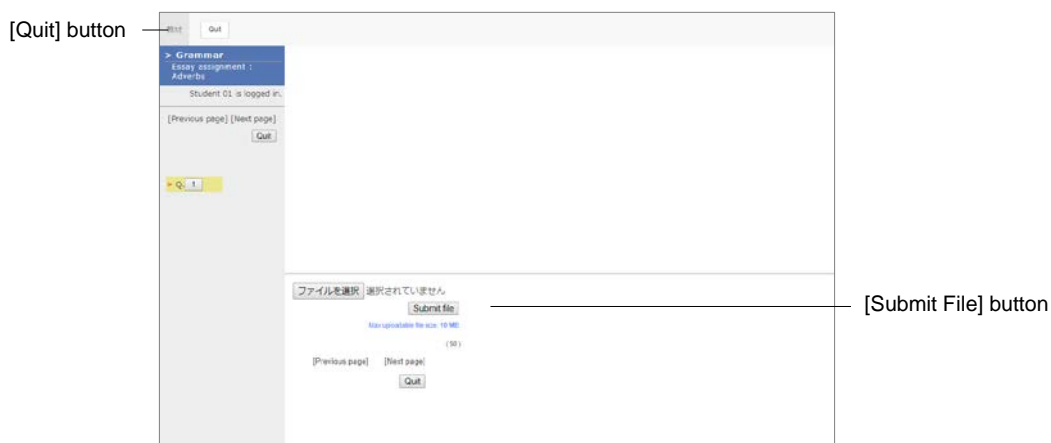 [Quit] button
Quit
> Grammar
Essay assignment :
Adverbs
Student 01 is logged in.
[Previous page] [Next page]
Quit
Q. 1
ファイルを選択 選択されていません
Submit file
[Submit File] button
Max uploadable file size: 10 MB
(50)
[Previous page] [Next page]
Quit